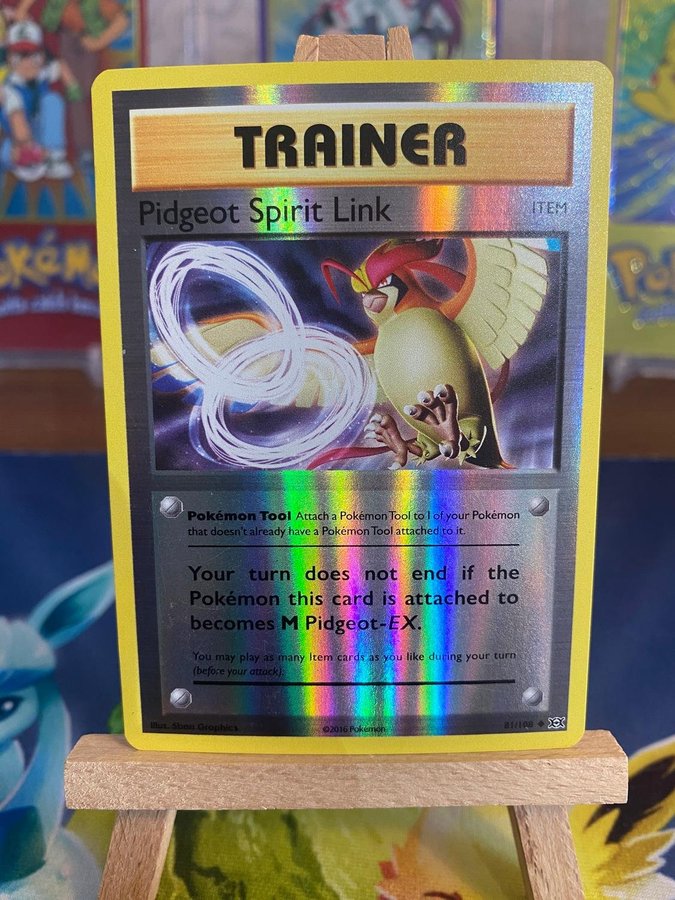 TRAINER
Pidgeot Spirit Link
ITEM
Pokémon Tool Attach a Pokémon Tool to 1 of your Pokémon
that doesn't already have a Pokémon Tool attached to it.
Your turn does not end if the
Pokémon this card is attached to
becomes M Pidgeot-EX.
You may play as many Item cards as you like during your turn
(before your attack).
Illus. 5ban Graphics
©2016 Pokémon
81/108
POKéMO
Po